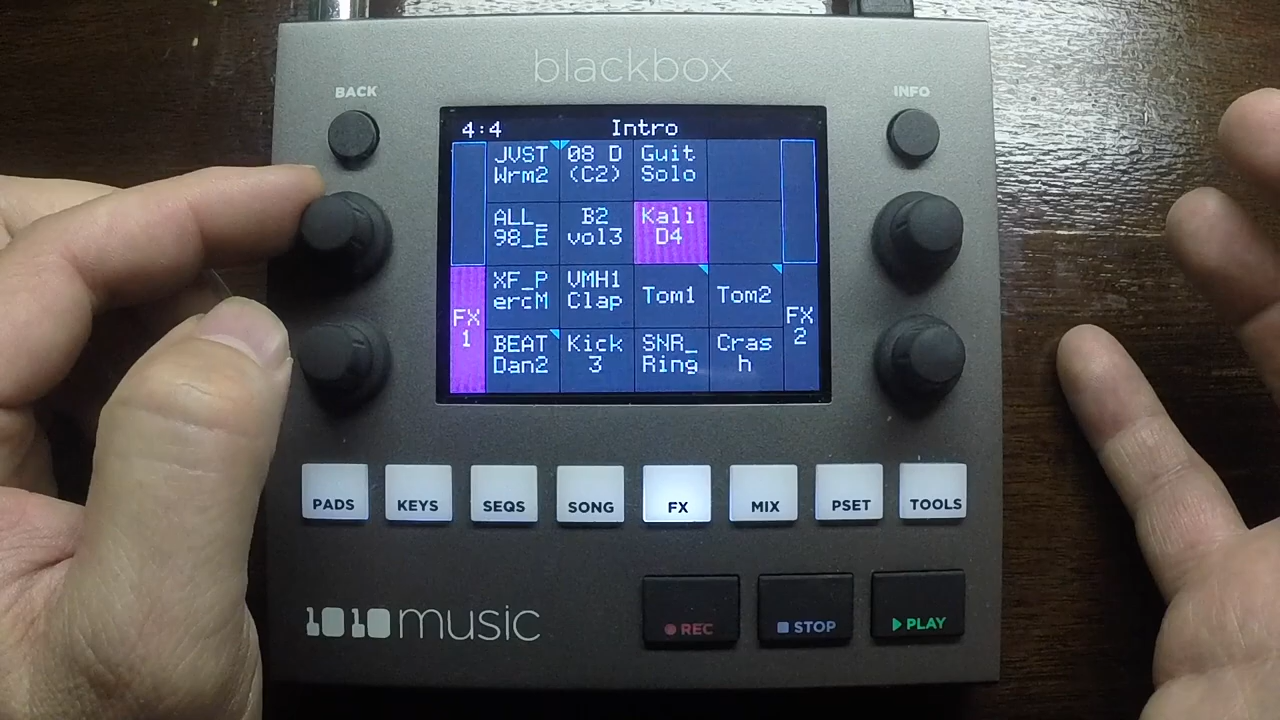 blackbox
BACK
INFO
4:4 Intro
JVST Wrm2
08 D (C2)
Guit Solo
ALL_ 98_E
B2 vol3
Kali D4
XF_P ercM
VMH1 Clap
Tom1
Tom2
FX 1
FX 2
BEAT Dan2
Kick 3
SNR_ Ring
Cras h
PADS
KEYS
SEQS
SONG
FX
MIX
PSET
TOOLS
1010music
REC
STOP
PLAY